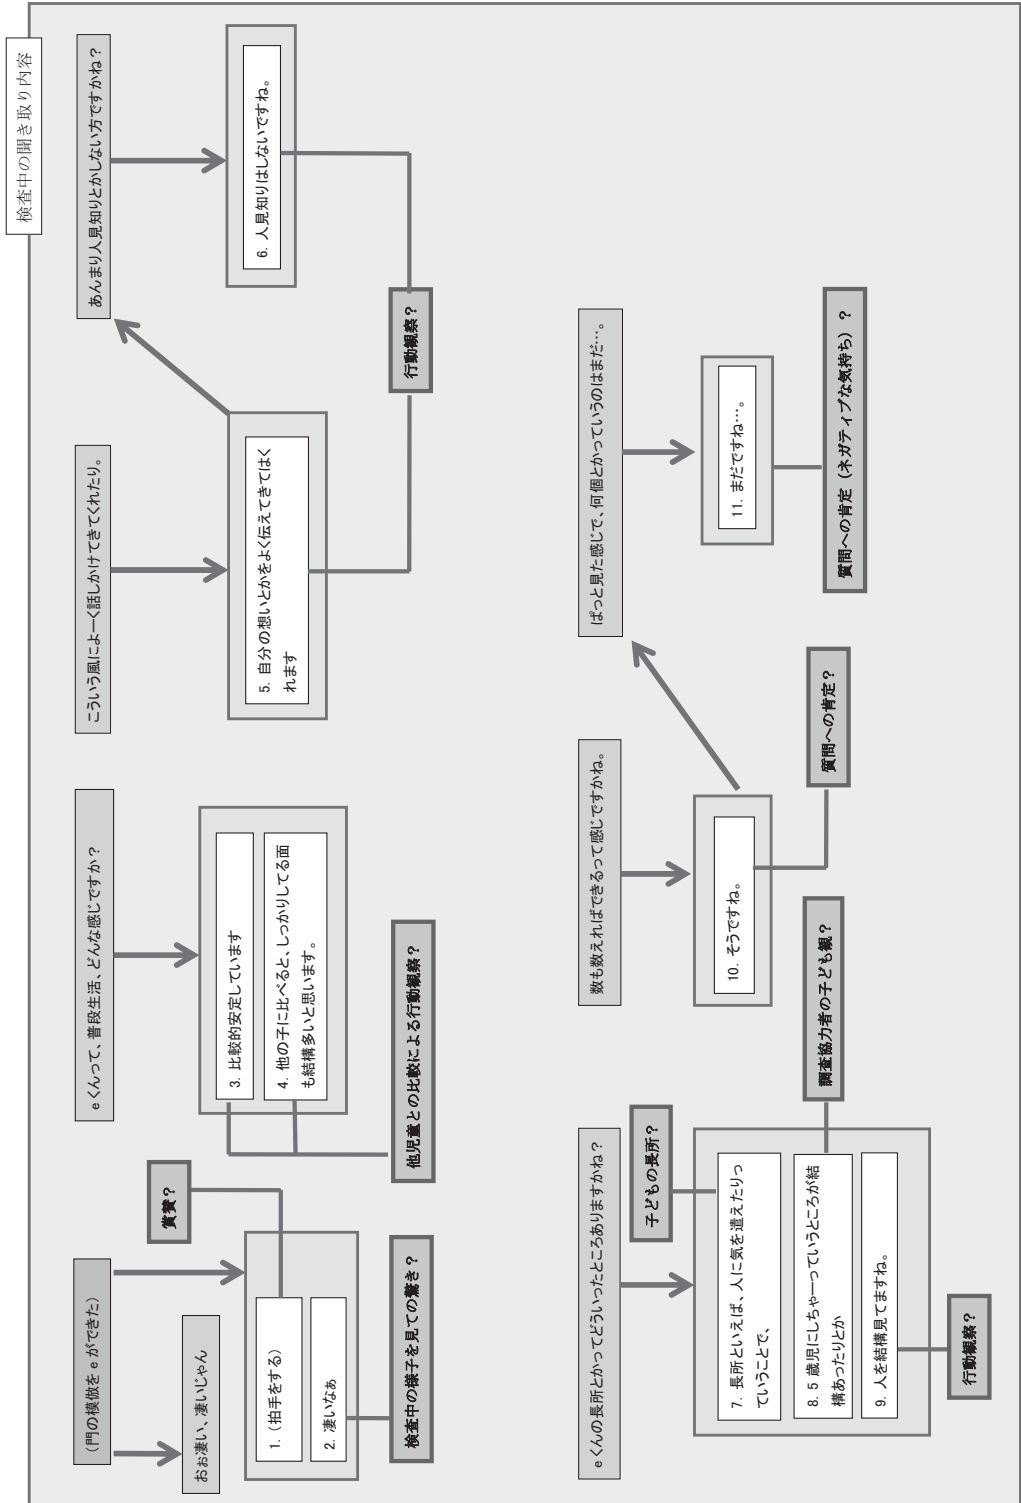 検査中の聞き取り内容
（門の模倣を e ができた）
おぉ凄い、凄いじゃん
賞賛？
1. （拍手をする）
2. 凄いなぁ
検査中の様子を見ての驚き？
e くんって、普段生活、どんな感じですか？
3. 比較的安定しています
4. 他の子に比べると、しっかりしてる面
も結構多いと思います。
他児童との比較による行動観察？
こういう風によーく話しかけてきてくれたり。
5. 自分の想いとかをよく伝えてきてはく
れます
あんまり人見知りとかしない方ですかね？
6. 人見知りはしないですね。
行動観察？
e くんの長所とかってどういったところありますかね？
子どもの長所？
7. 長所といえば、人に気を遣えたりっ
ていうことで、
8. 5 歳児にしちゃーっていうところが結
構あったりとか
9. 人を結構見てますね。
調査協力者の子ども観？
行動観察？
数も数えればできるって感じですかね。
10. そうですね。
質問への肯定？
ぱっと見た感じで、何個とかっていうのはまだ…。
11. まだですね…。
質問への肯定（ネガティブな気持ち）？